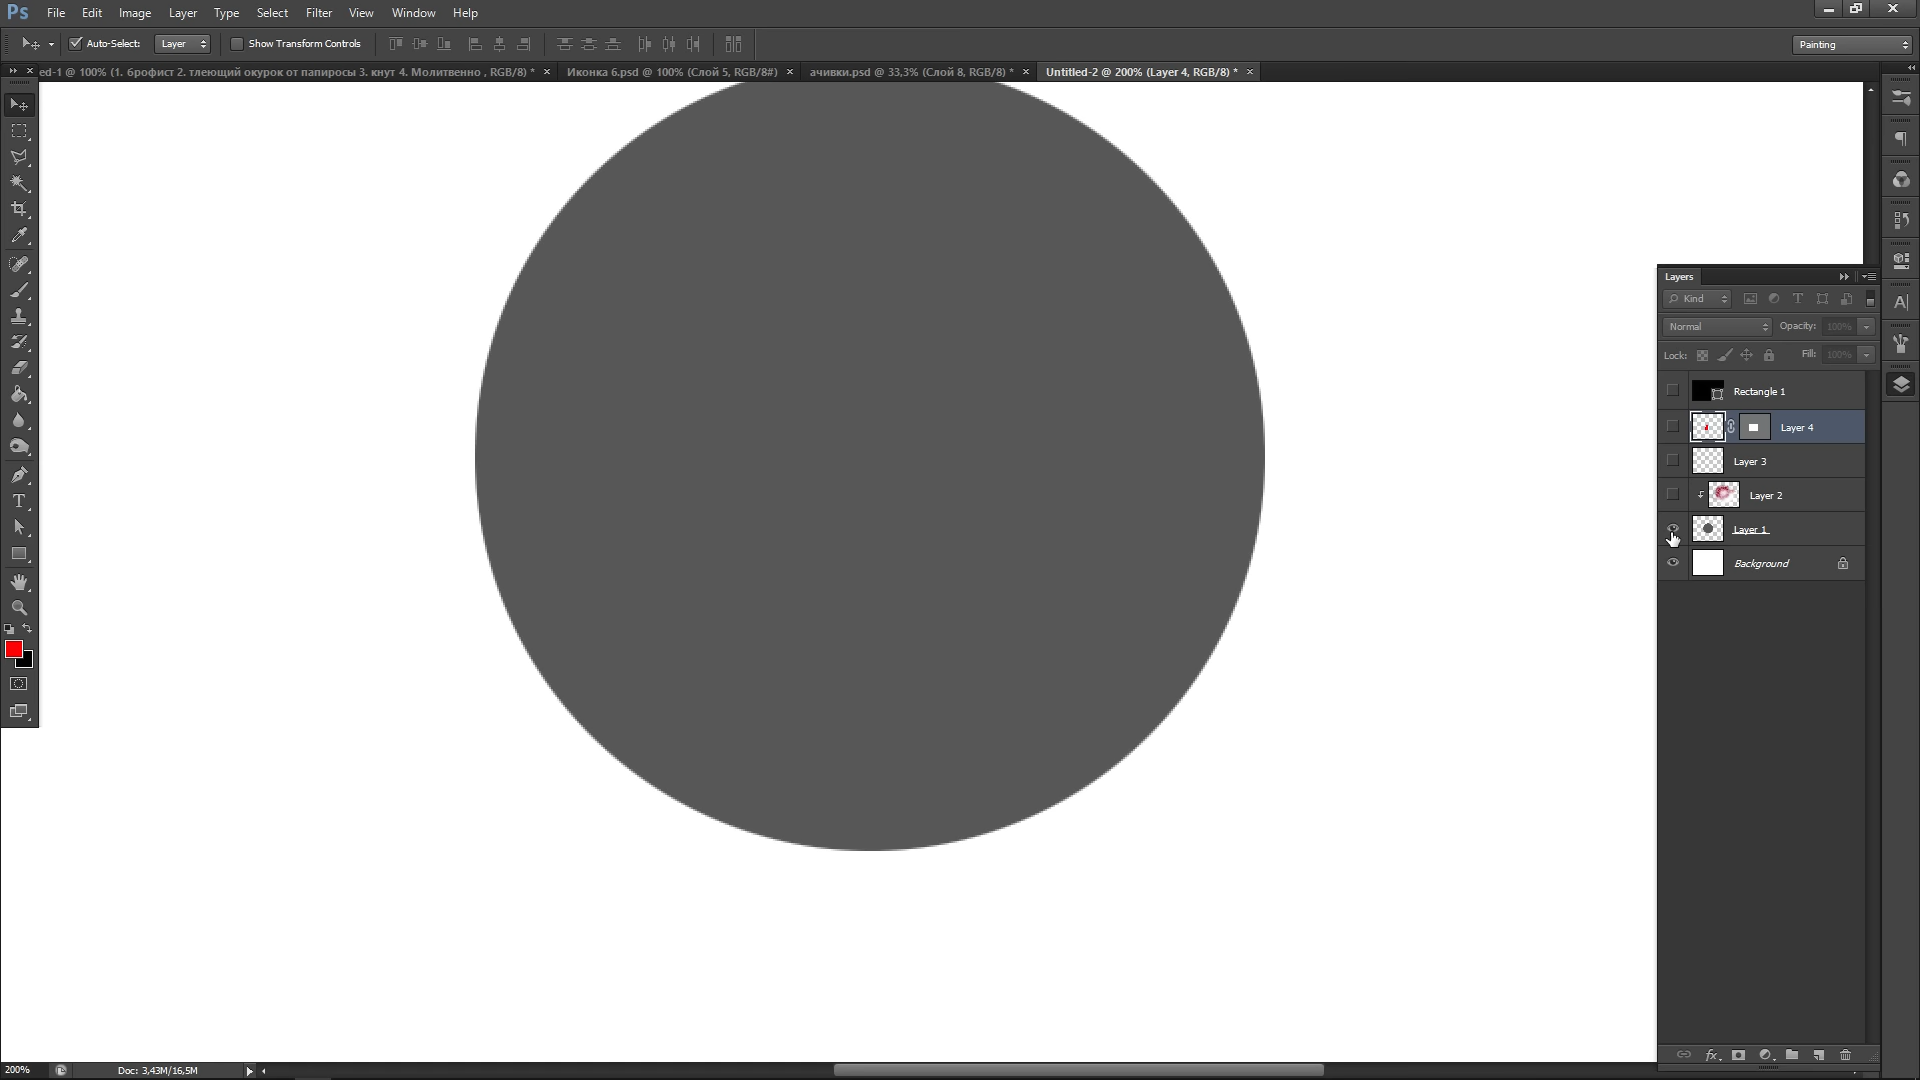 Ps File Edit Image Layer Type Select Filter View Window Help
Auto-Select: Layer Show Transform Controls Painting
ed-1 @ 100% (1. брофист 2. тлеющий окурок от папиросы 3. кнут 4. Молитвенно , RGB/8) * Иконка 6.psd @ 100% (Слой 5, RGB/8#) ачивки.psd @ 33,3% (Слой 8, RGB/8) * Untitled-2 @ 200% (Layer 4, RGB/8) *
Layers
Kind
Normal Opacity: 100%
Lock: Fill: 100%
Rectangle 1
Layer 4
Layer 3
Layer 2
Layer 1
Background
200% Doc: 3,43M/16,5M